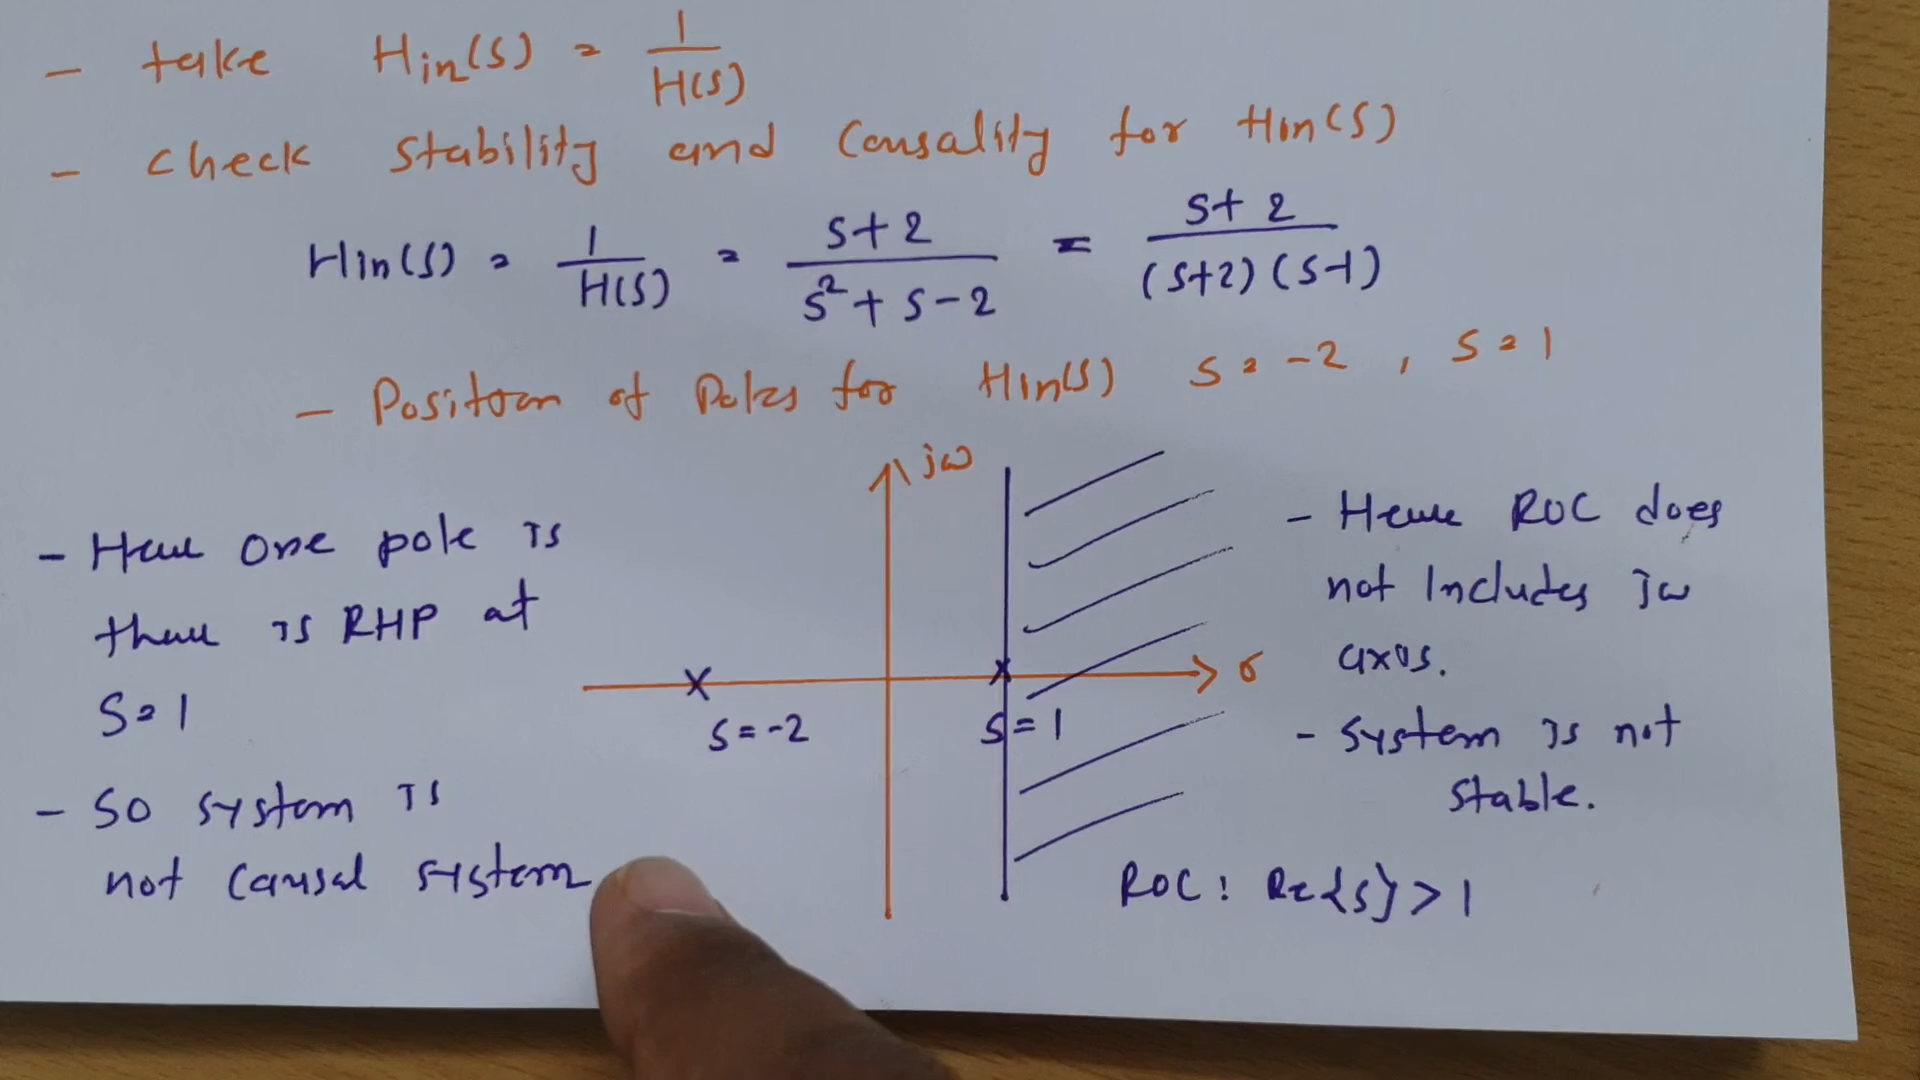 - take Hin(s) = 1/H(s)
- check stability and Causality for Hin(s)
Hin(s) = 1/H(s) = s+2/s²+s-2 = s+2/(s+2)(s-1)
- Position of Poles for Hin(s) s=-2, s=1
jω
- Here one pole is
there is RHP at
s=1
- So system is
not causal system
s=-2
s=1
σ
- Hence ROC does
not Includes jω
axis.
- System is not
stable.
ROC: Re{s}>1